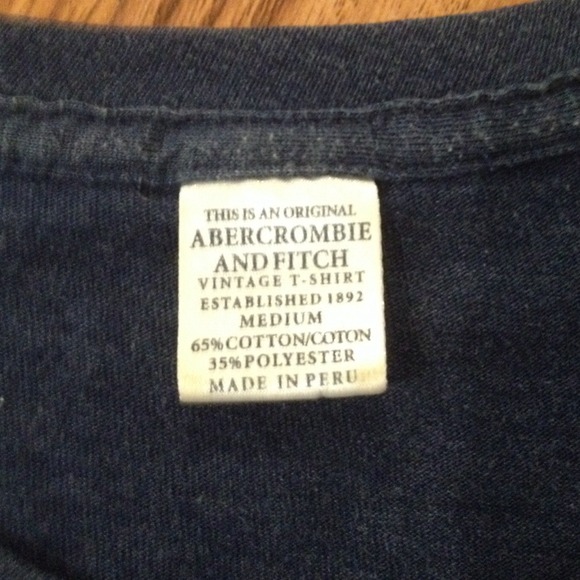 THIS IS AN ORIGINAL
ABERCROMBIE
AND FITCH
VINTAGE T-SHIRT
ESTABLISHED 1892
MEDIUM
65% COTTON/COTON
35% POLYESTER
MADE IN PERU